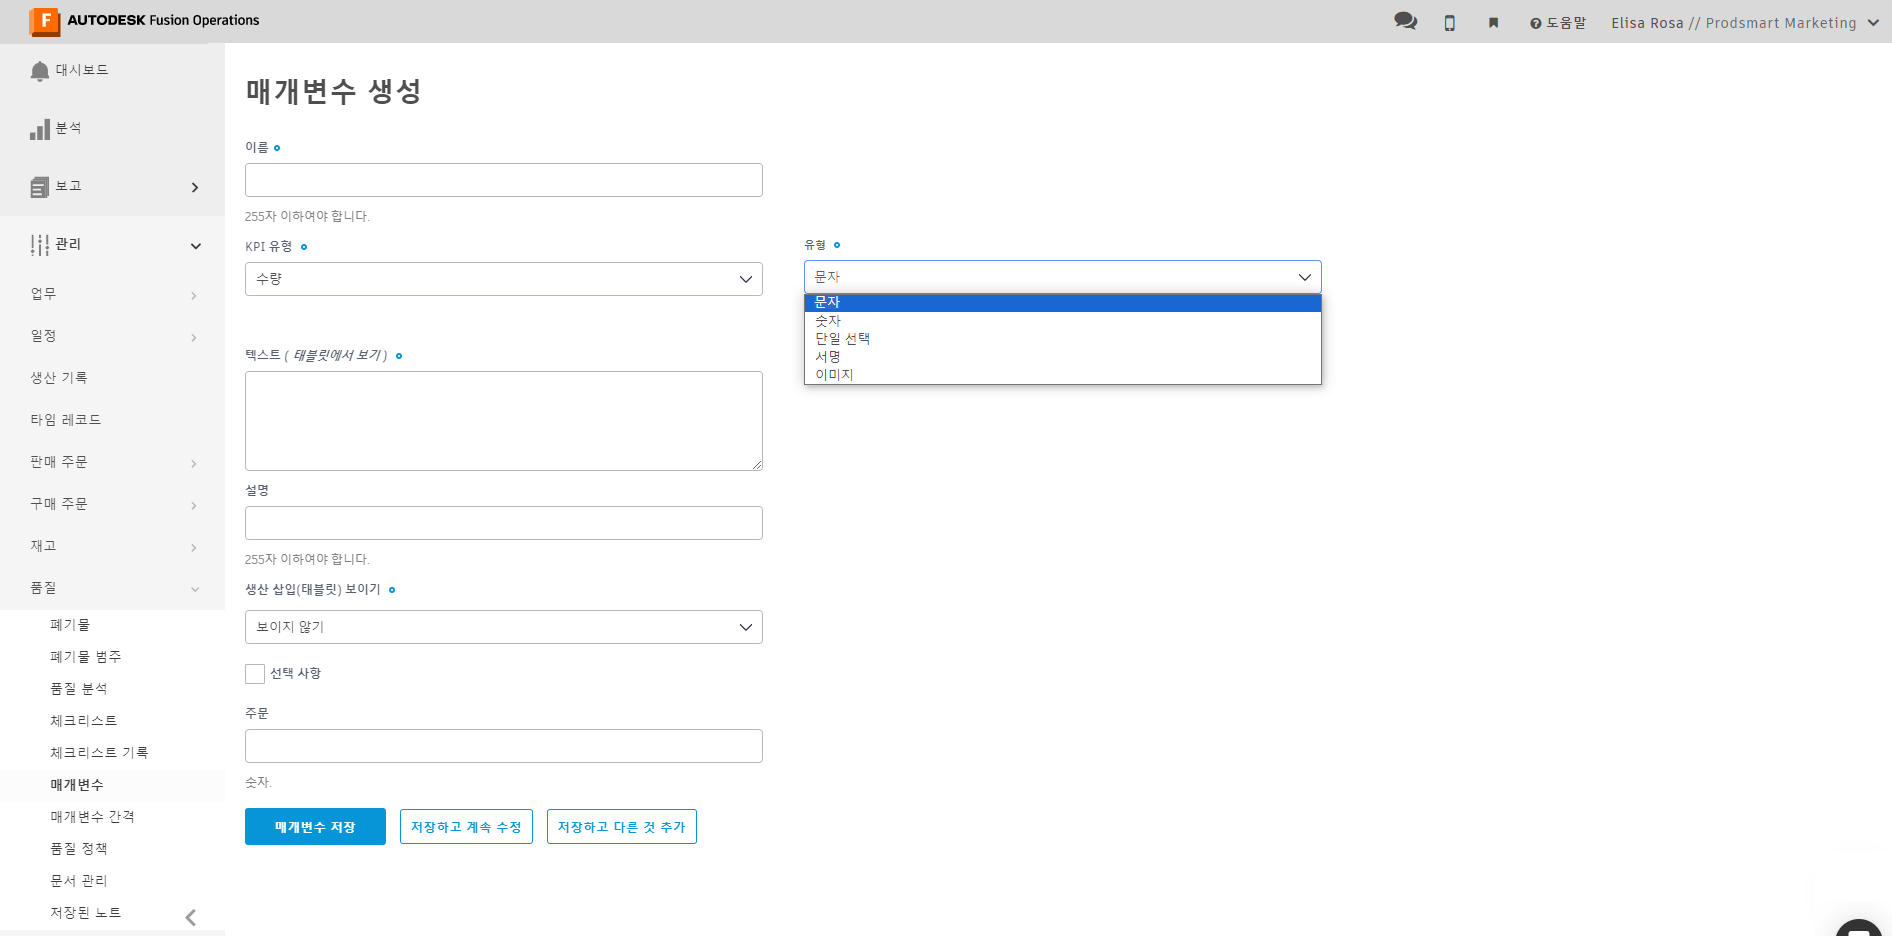 F AUTODESK Fusion Operations
도움말
Elisa Rosa // Prodsmart Marketing
대시보드
분석
보고
관리
업무
일정
생산 기록
타임 레코드
판매 주문
구매 주문
재고
품질
폐기물
폐기물 범주
품질 분석
체크리스트
체크리스트 기록
매개변수
매개변수 간격
품질 정책
문서 관리
저장된 노트
매개변수 생성
이름
255자 이하여야 합니다.
KPI 유형
수량
유형
문자
문자
숫자
단일 선택
서명
이미지
텍스트 ( 태블릿에서 보기 )
설명
255자 이하여야 합니다.
생산 삽입(태블릿) 보이기
보이지 않기
선택 사항
주문
숫자.
매개변수 저장
저장하고 계속 수정
저장하고 다른 것 추가